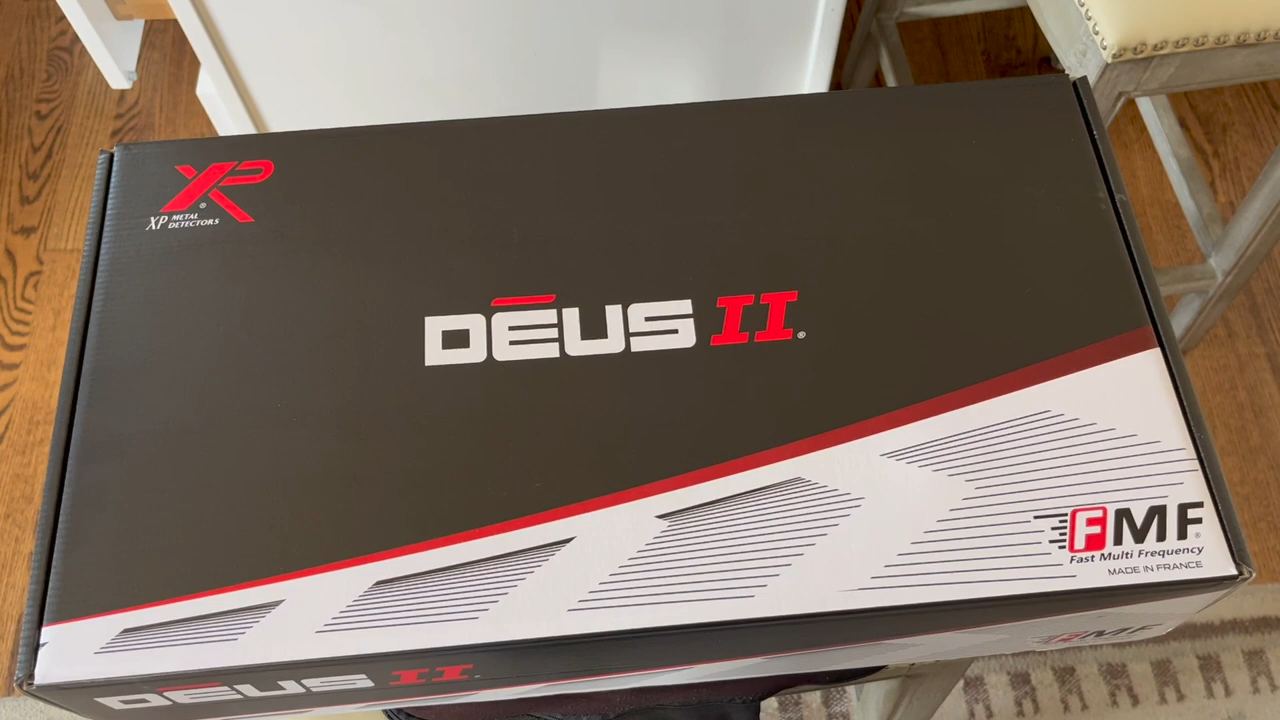 XP
XP METAL DETECTORS
DĒUS II
FMF
Fast Multi Frequency
MADE IN FRANCE
DĒUS II
FMF